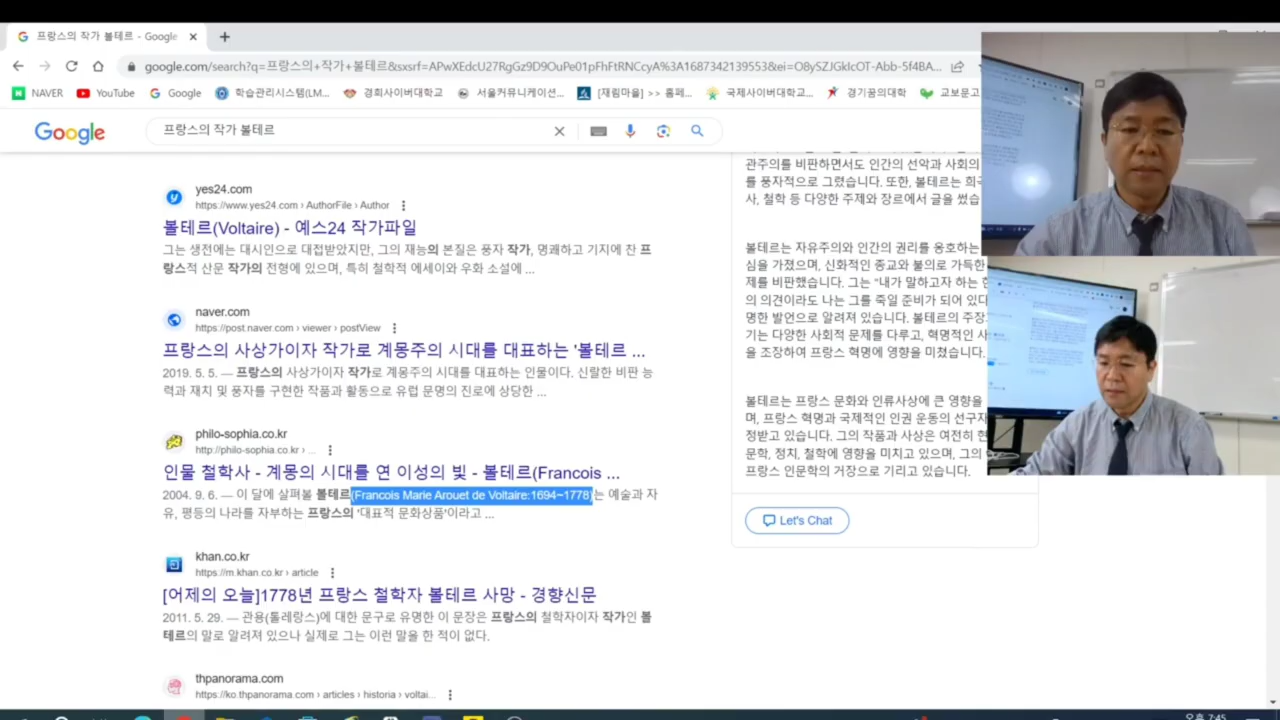 프랑스의 작가 볼테르 - Google
google.com/search?q=프랑스의+작가+볼테르&sxsrf=APwXEdcU27RgGz9D9OuPe01pFhFtRNCcyA%3A1687342139553&ei=O8ySZJGkIcOT-Abb-5f4BA...
NAVER YouTube Google 학습관리시스템(LM... 경희사이버대학교 서울커뮤니케이션... [재림마을] >> 홈페... 국제사이버대학교... 경기꿈의대학 교보문고
Google 프랑스의 작가 볼테르
yes24.com
https://www.yes24.com › AuthorFile › Author
볼테르(Voltaire) - 예스24 작가파일
그는 생전에는 대시인으로 대접받았지만, 그의 재능의 본질은 풍자 작가, 명쾌하고 기지에 찬 프
랑스적 산문 작가의 전형에 있으며, 특히 철학적 에세이와 우화 소설에 ...
naver.com
https://post.naver.com › viewer › postView
프랑스의 사상가이자 작가로 계몽주의 시대를 대표하는 '볼테르 ...
2019. 5. 5. — 프랑스의 사상가이자 작가로 계몽주의 시대를 대표하는 인물이다. 신랄한 비판 능
력과 재치 및 풍자를 구현한 작품과 활동으로 유럽 문명의 진로에 상당한 ...
philo-sophia.co.kr
http://philo-sophia.co.kr › ...
인물 철학사 - 계몽의 시대를 연 이성의 빛 - 볼테르(Francois ...
2004. 9. 6. — 이 달에 살펴볼 볼테르(Francois Marie Arouet de Voltaire:1694~1778)는 예술과 자
유, 평등의 나라를 자부하는 프랑스의 '대표적 문화상품'이라고 ...
khan.co.kr
https://m.khan.co.kr › article
[어제의 오늘]1778년 프랑스 철학자 볼테르 사망 - 경향신문
2011. 5. 29. — 관용(톨레랑스)에 대한 문구로 유명한 이 문장은 프랑스의 철학자이자 작가인 볼
테르의 말로 알려져 있으나 실제로 그는 이런 말을 한 적이 없다.
thpanorama.com
https://ko.thpanorama.com › articles › historia › voltai...
관주의를 비판하면서도 인간의 선악과 사회의
를 풍자적으로 그렸습니다. 또한, 볼테르는 희
사, 철학 등 다양한 주제와 장르에서 글을 썼습
볼테르는 자유주의와 인간의 권리를 옹호하는
심을 가졌으며, 신화적인 종교와 불의로 가득한
제를 비판했습니다. 그는 "내가 말하고자 하는 한
의 의견이라도 나는 그를 죽일 준비가 되어 있다
명한 발언으로 알려져 있습니다. 볼테르의 주장
기는 다양한 사회적 문제를 다루고, 혁명적인 사
을 조장하여 프랑스 혁명에 영향을 미쳤습니다.
볼테르는 프랑스 문화와 인류사상에 큰 영향을
며, 프랑스 혁명과 국제적인 인권 운동의 선구자
정받고 있습니다. 그의 작품과 사상은 여전히 현
문학, 정치, 철학에 영향을 미치고 있으며, 그의
프랑스 인문학의 거장으로 기리고 있습니다.
Let's Chat
오후 7:45